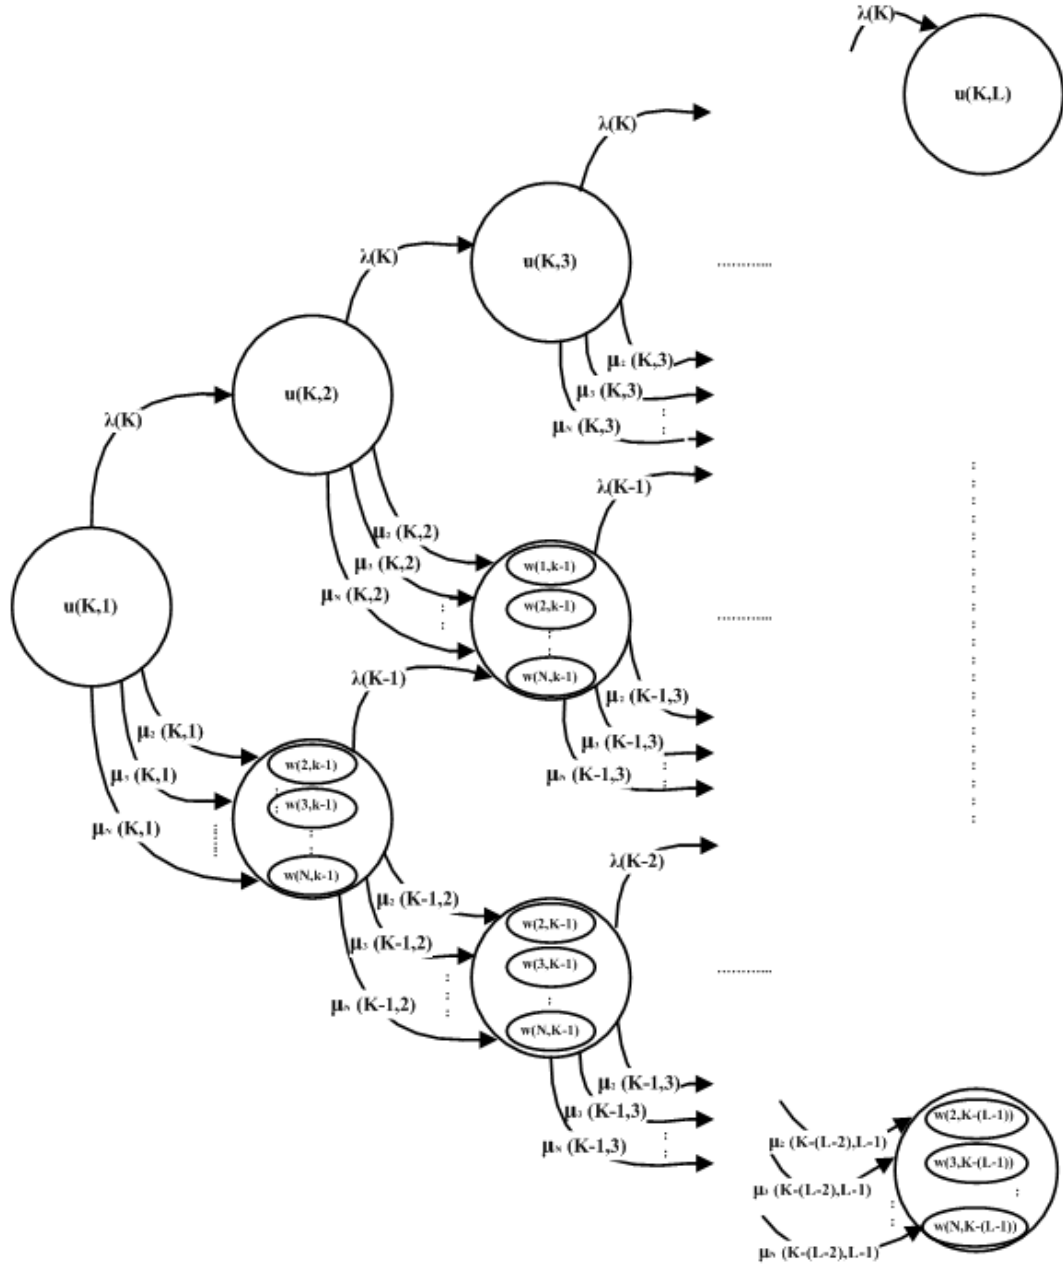 λ(K)
u(K,L)
λ(K)
λ(K)
u(K,3)
μ₂ (K,3)
μ₃ (K,3)
μN (K,3)
λ(K)
u(K,2)
λ(K-1)
μ₂ (K,2)
μ₃ (K,2)
μN (K,2)
w(1,k-1)
w(2,k-1)
w(N,k-1)
u(K,1)
λ(K-1)
μ₂ (K-1,3)
μ₃ (K-1,3)
μN (K-1,3)
μ₂ (K,1)
μ₃ (K,1)
μN (K,1)
w(2,k-1)
w(3,k-1)
w(N,k-1)
λ(K-2)
μ₂ (K-1,2)
μ₃ (K-1,2)
μN (K-1,2)
w(2,K-1)
w(3,K-1)
w(N,K-1)
μ₂ (K-1,3)
μ₃ (K-1,3)
μN (K-1,3)
w(2,K-(L-1))
μ₂ (K-(L-2),L-1)
w(3,K-(L-1))
μ₃ (K-(L-2),L-1)
w(N,K-(L-1))
μN (K-(L-2),L-1)